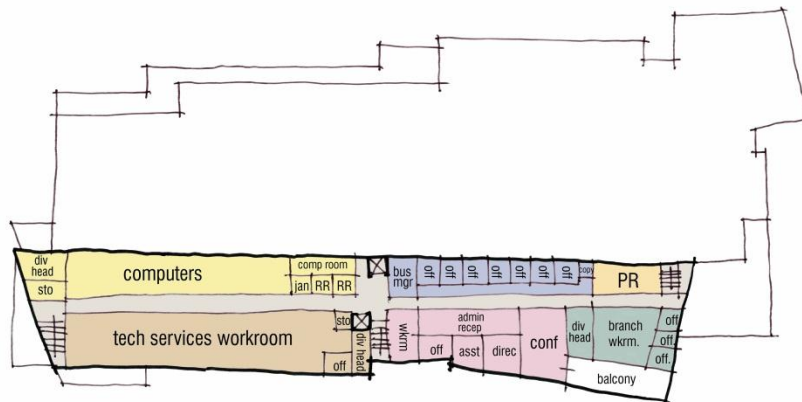 div
head
sto
computers
comp room
jan
RR
RR
bus
mgr
off
off
off
off
off
off
off
copy
PR
tech services workroom
sto
off
div head
wkrm
admin
recep
off
asst
direc
conf
div
head
branch
wkrm.
off
off.
off.
balcony